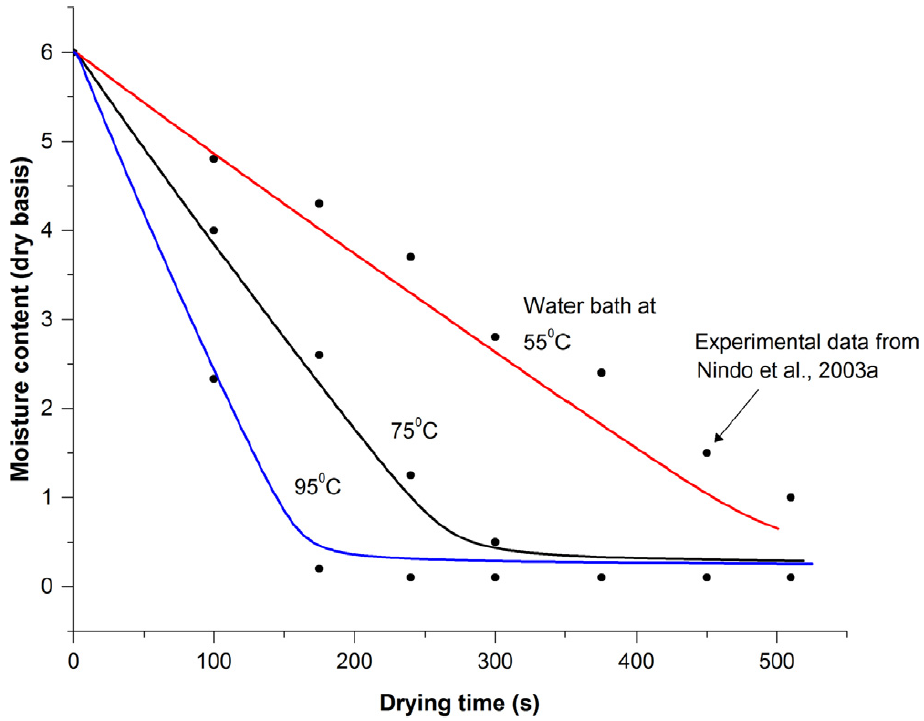 6
5
4
3
2
1
0
Moisture content (dry basis)
Water bath at
55⁰C
Experimental data from
Nindo et al., 2003a
75⁰C
95⁰C
0 100 200 300 400 500
Drying time (s)